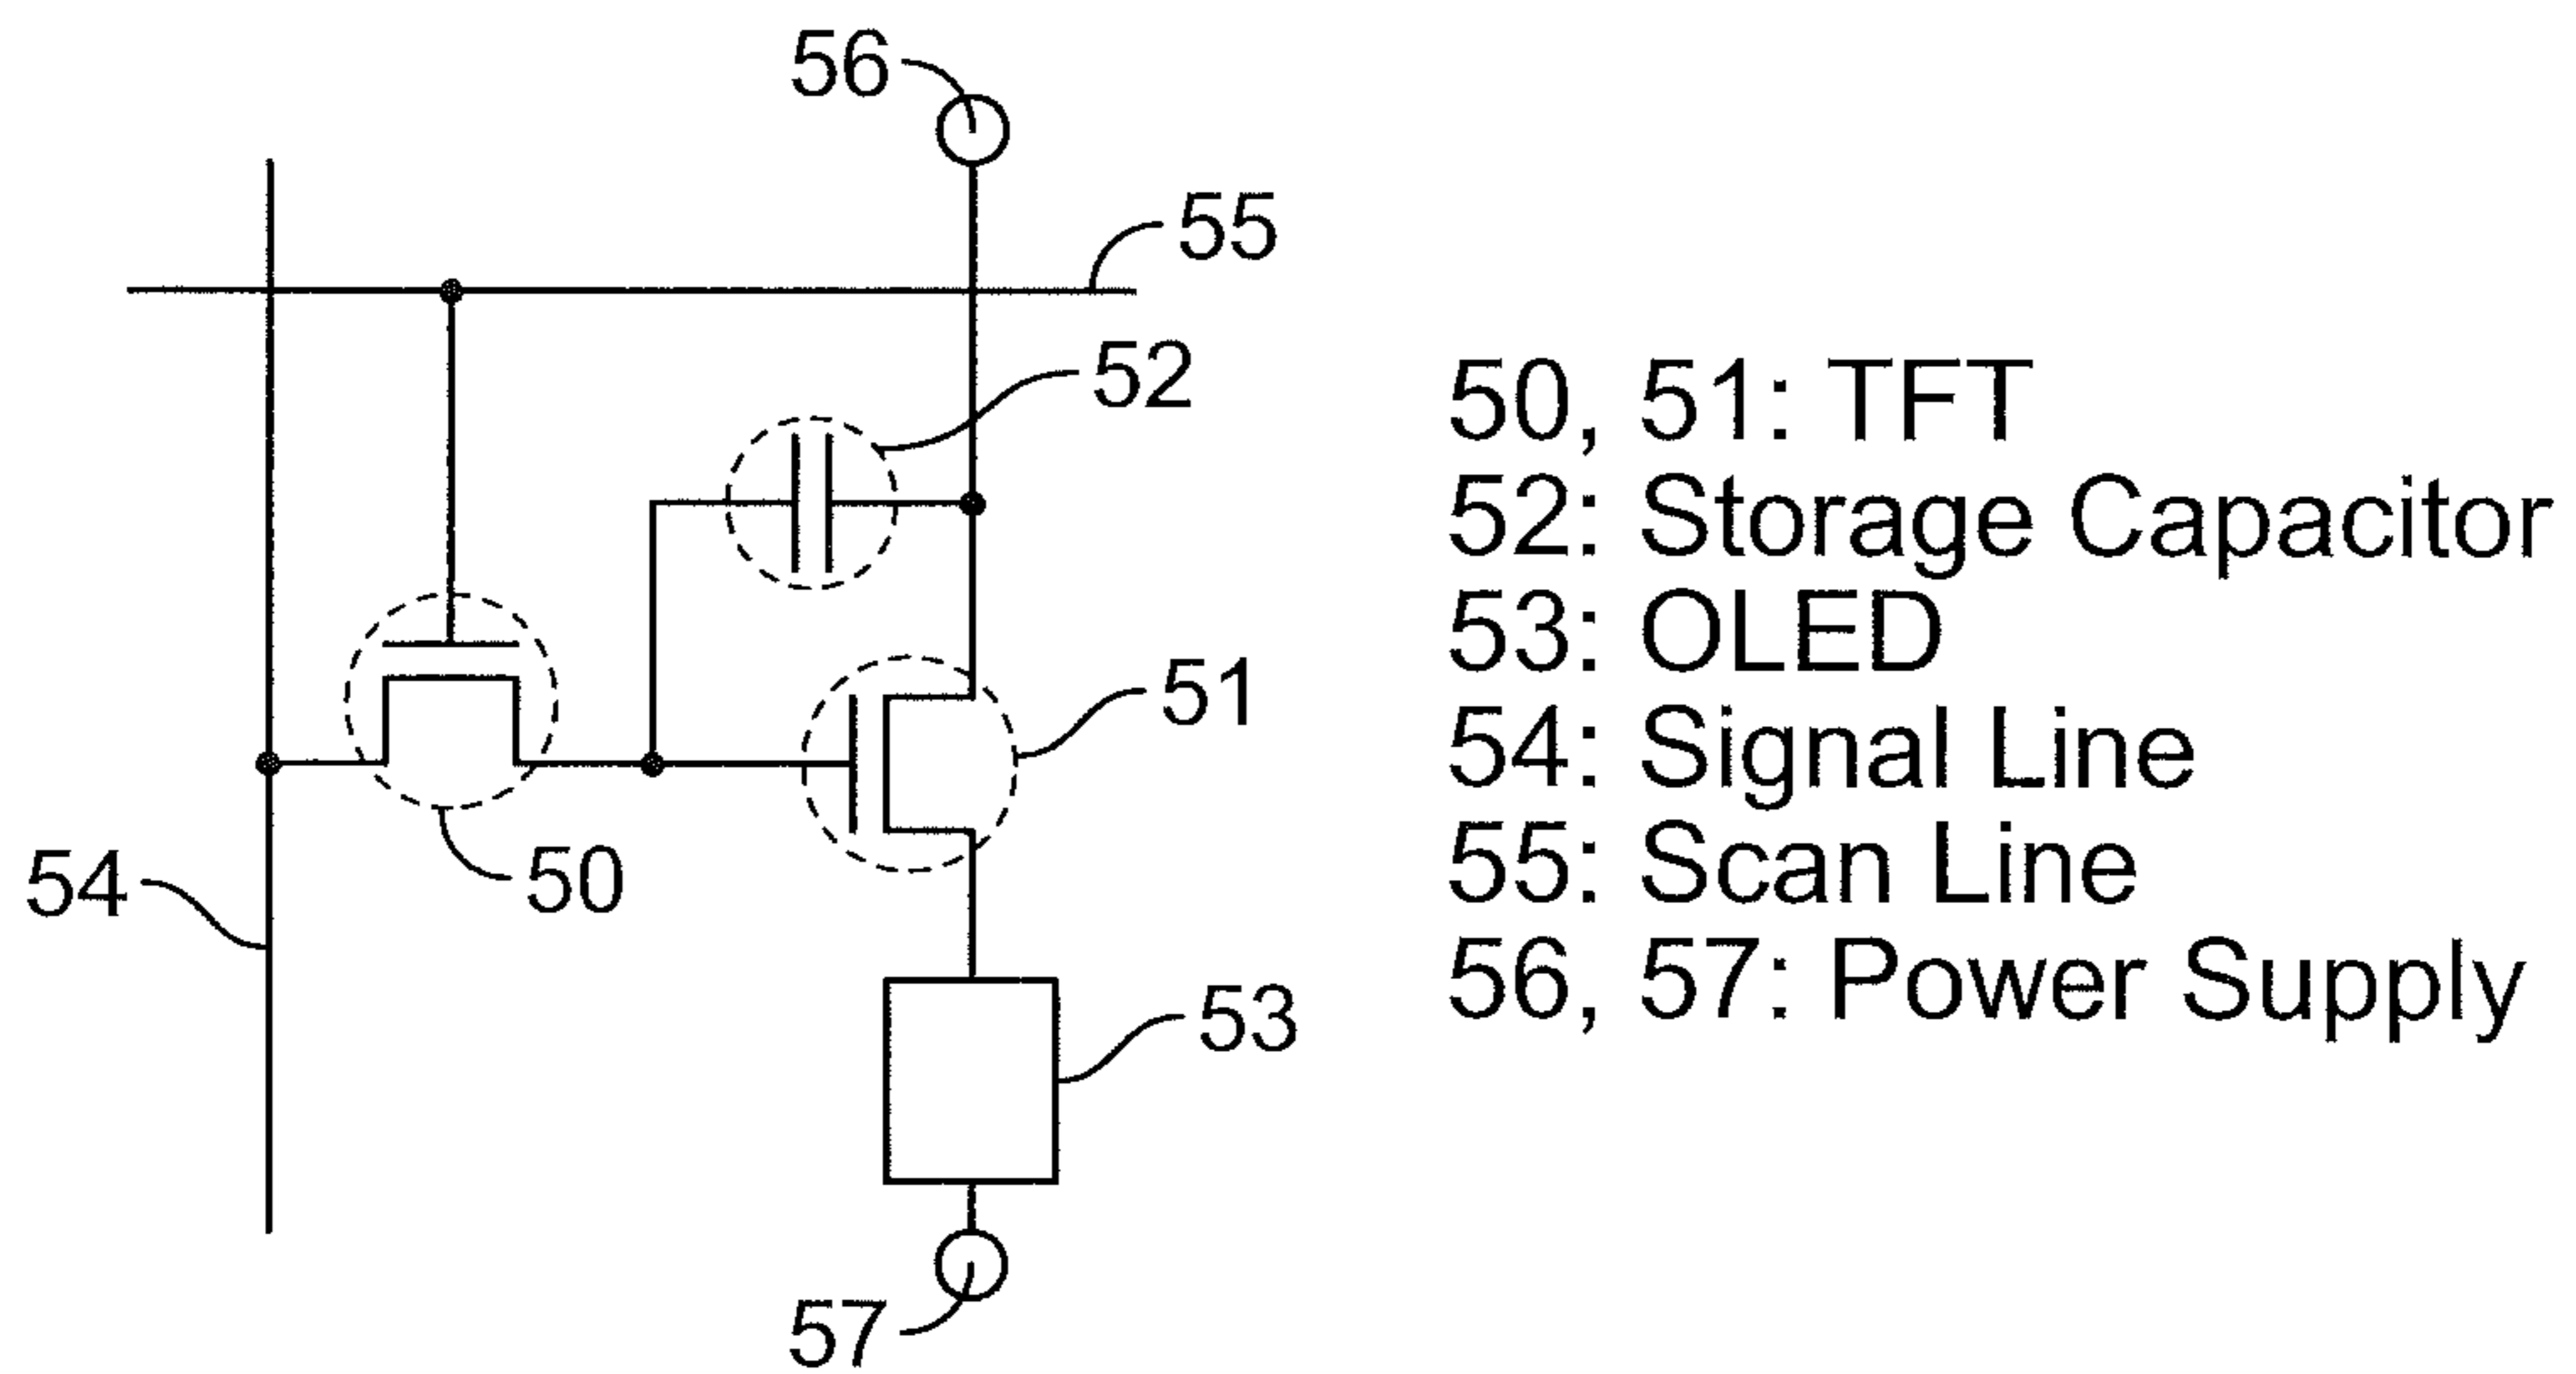 56
55
52
51
50
54
53
57
50, 51: TFT
52: Storage Capacitor
53: OLED
54: Signal Line
55: Scan Line
56, 57: Power Supply